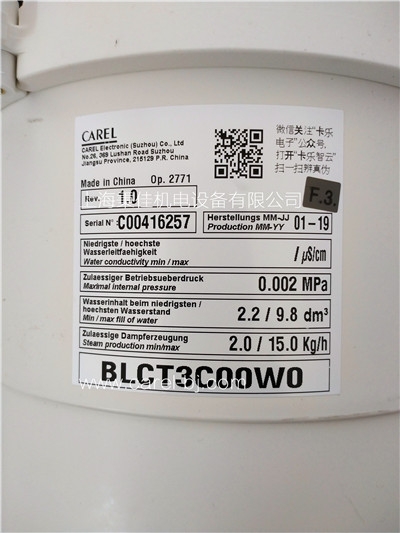 CAREL
CAREL Electronic (Suzhou) Co., Ltd
No.26, 369 Lushan Road Suzhou
Jiangsu Province, 215129 P.R. China
微信关注“卡乐
电子”公众号,
打开“卡乐智云”
扫一扫辨真伪
Made in China Op. 2771
F.3.
Rev. 1.0
佳机电设备有限公司
Serial N° C00416257
Herstellungs MM-JJ
Production MM-YY 01-19
Niedrigste / hoechste
Wasserleitfaehigkeit
Water conductivity min / max
/ µS/cm
Zulaessiger Betriebsueberdruck
Maximal internal pressure
0.002 MPa
Wasserinhalt beim niedrigsten /
hoechsten Wasserstand
Min / max fill of water
2.2 / 9.8 dm³
Zulaessige Dampferzeugung
Steam production min/max
2.0 / 15.0 Kg/h
BLCT3C00W0
www.carel-bj.com